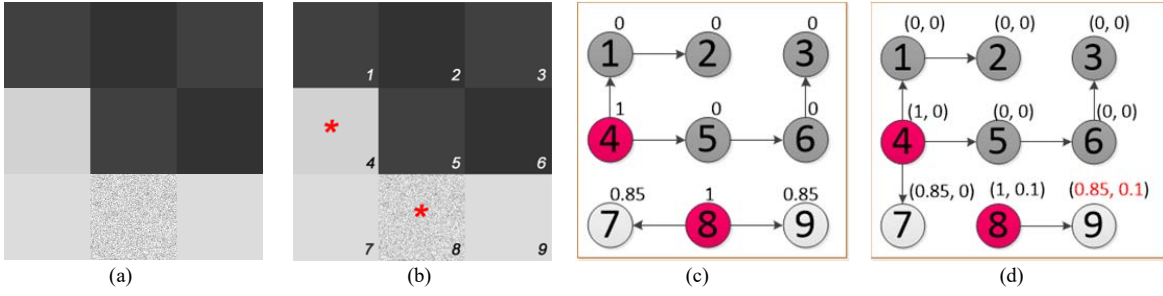 1 2 3
* 4 5 6
* 7 8 9
0 0 0
1 2 3
1 0 0
4 5 6
0.85 1 0.85
7 8 9
(0, 0) (0, 0) (0, 0)
1 2 3
(1, 0) (0, 0) (0, 0)
4 5 6
(0.85, 0) (1, 0.1) (0.85, 0.1)
7 8 9
(a) (b) (c) (d)